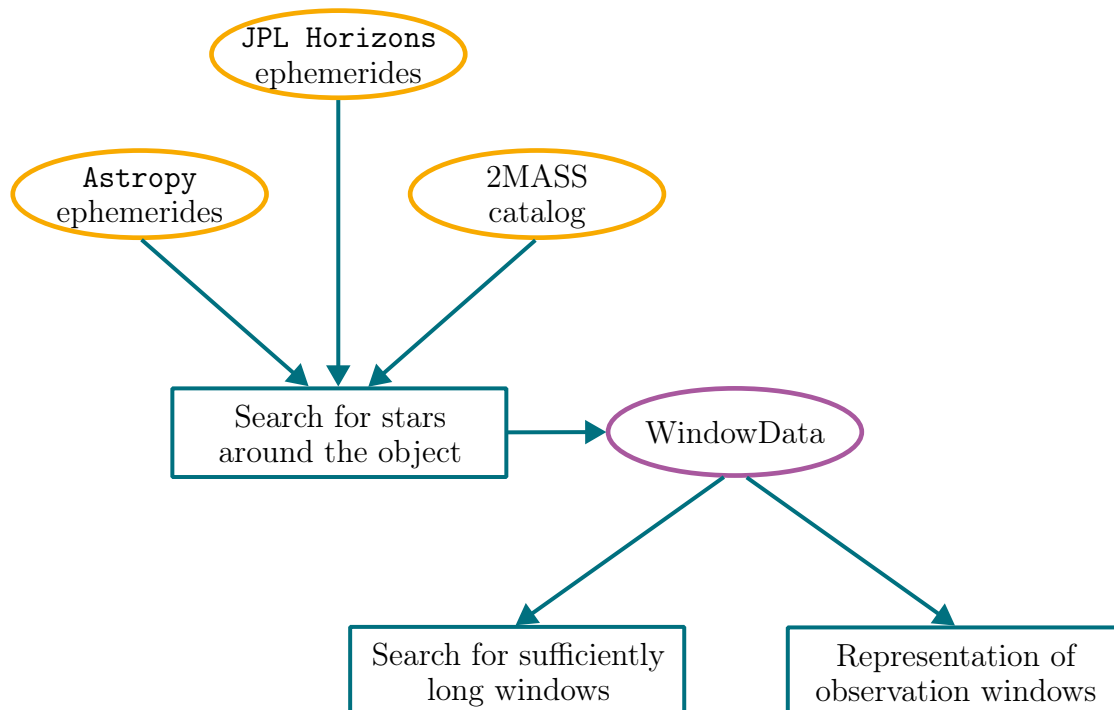 JPL Horizons
ephemerides
Astropy
ephemerides
2MASS
catalog
Search for stars
around the object
WindowData
Search for sufficiently
long windows
Representation of
observation windows